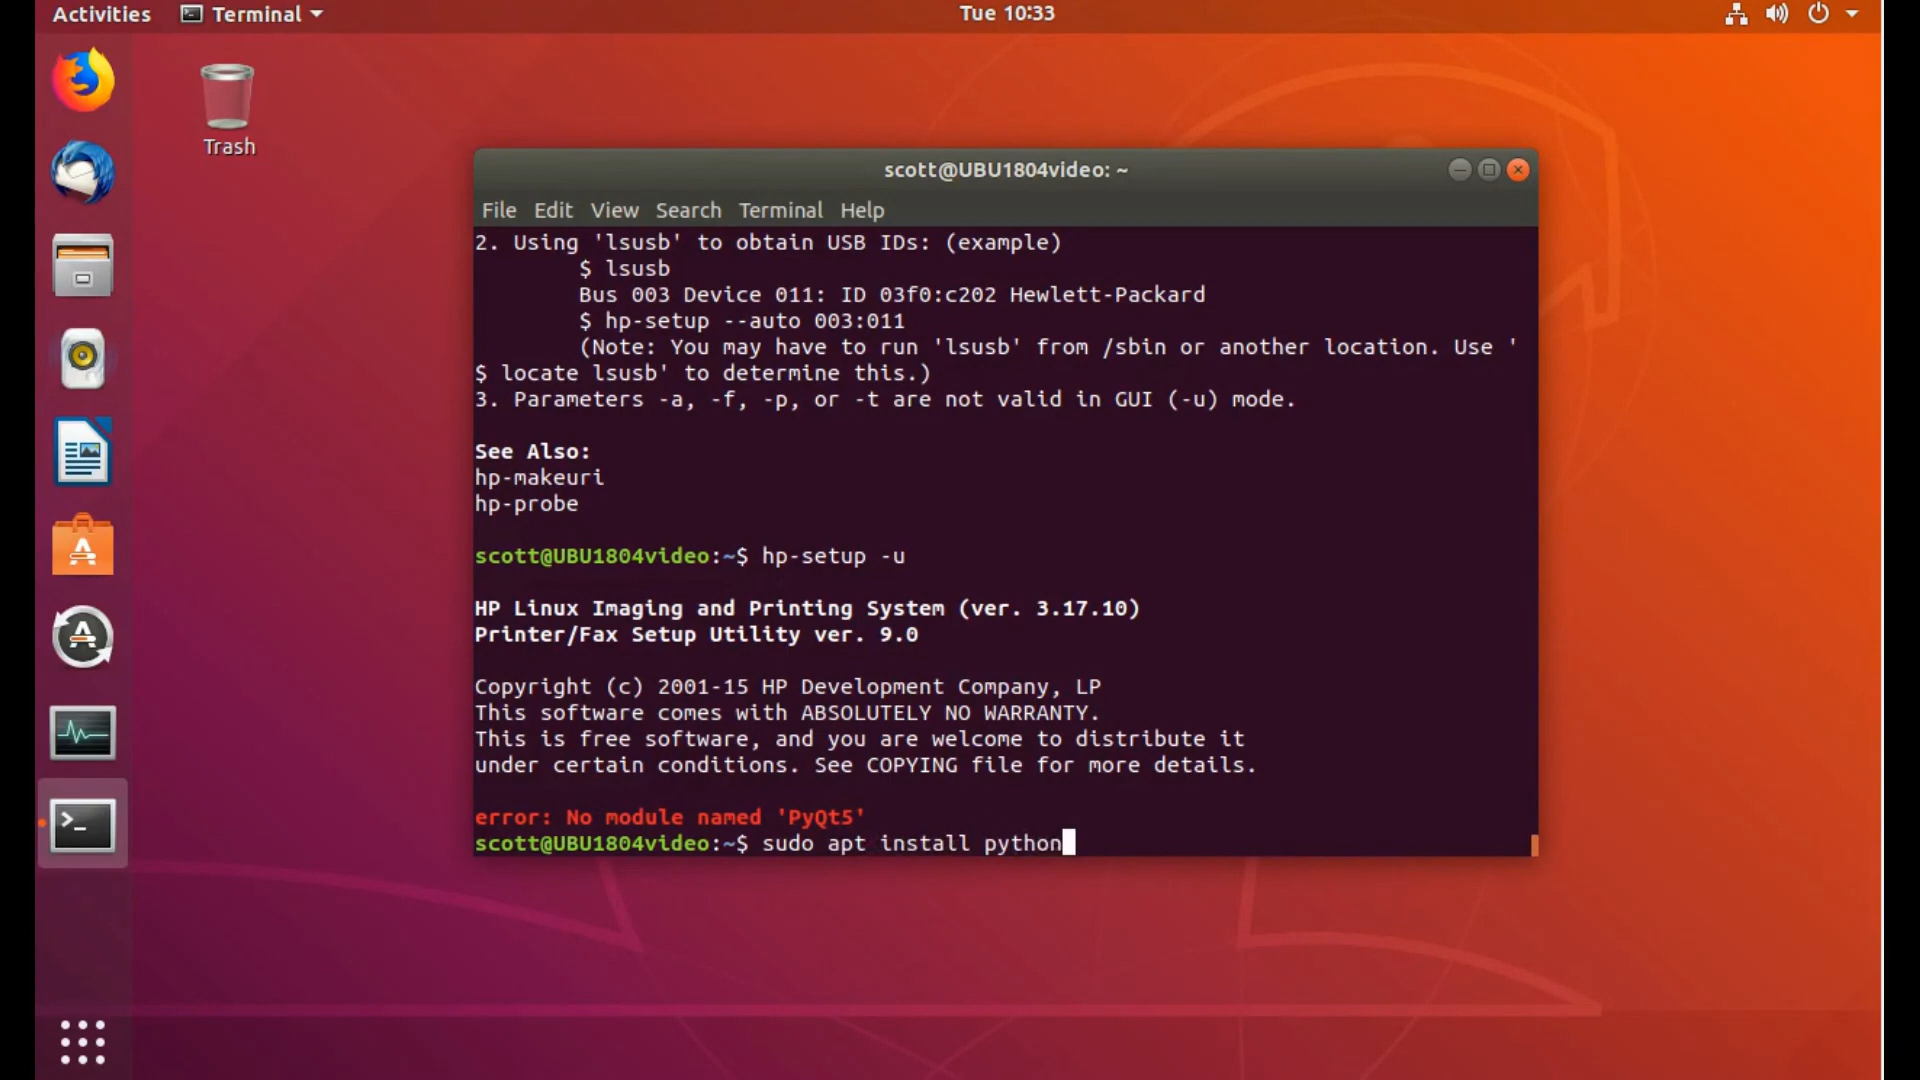 Activities
Terminal
Tue 10:33
Trash
scott@UBU1804video: ~
File Edit View Search Terminal Help
2. Using 'lsusb' to obtain USB IDs: (example)
$ lsusb
Bus 003 Device 011: ID 03f0:c202 Hewlett-Packard
$ hp-setup --auto 003:011
(Note: You may have to run 'lsusb' from /sbin or another location. Use '
$ locate lsusb' to determine this.)
3. Parameters -a, -f, -p, or -t are not valid in GUI (-u) mode.
See Also:
hp-makeuri
hp-probe
scott@UBU1804video:~$ hp-setup -u
HP Linux Imaging and Printing System (ver. 3.17.10)
Printer/Fax Setup Utility ver. 9.0
Copyright (c) 2001-15 HP Development Company, LP
This software comes with ABSOLUTELY NO WARRANTY.
This is free software, and you are welcome to distribute it
under certain conditions. See COPYING file for more details.
error: No module named 'PyQt5'
scott@UBU1804video:~$ sudo apt install python